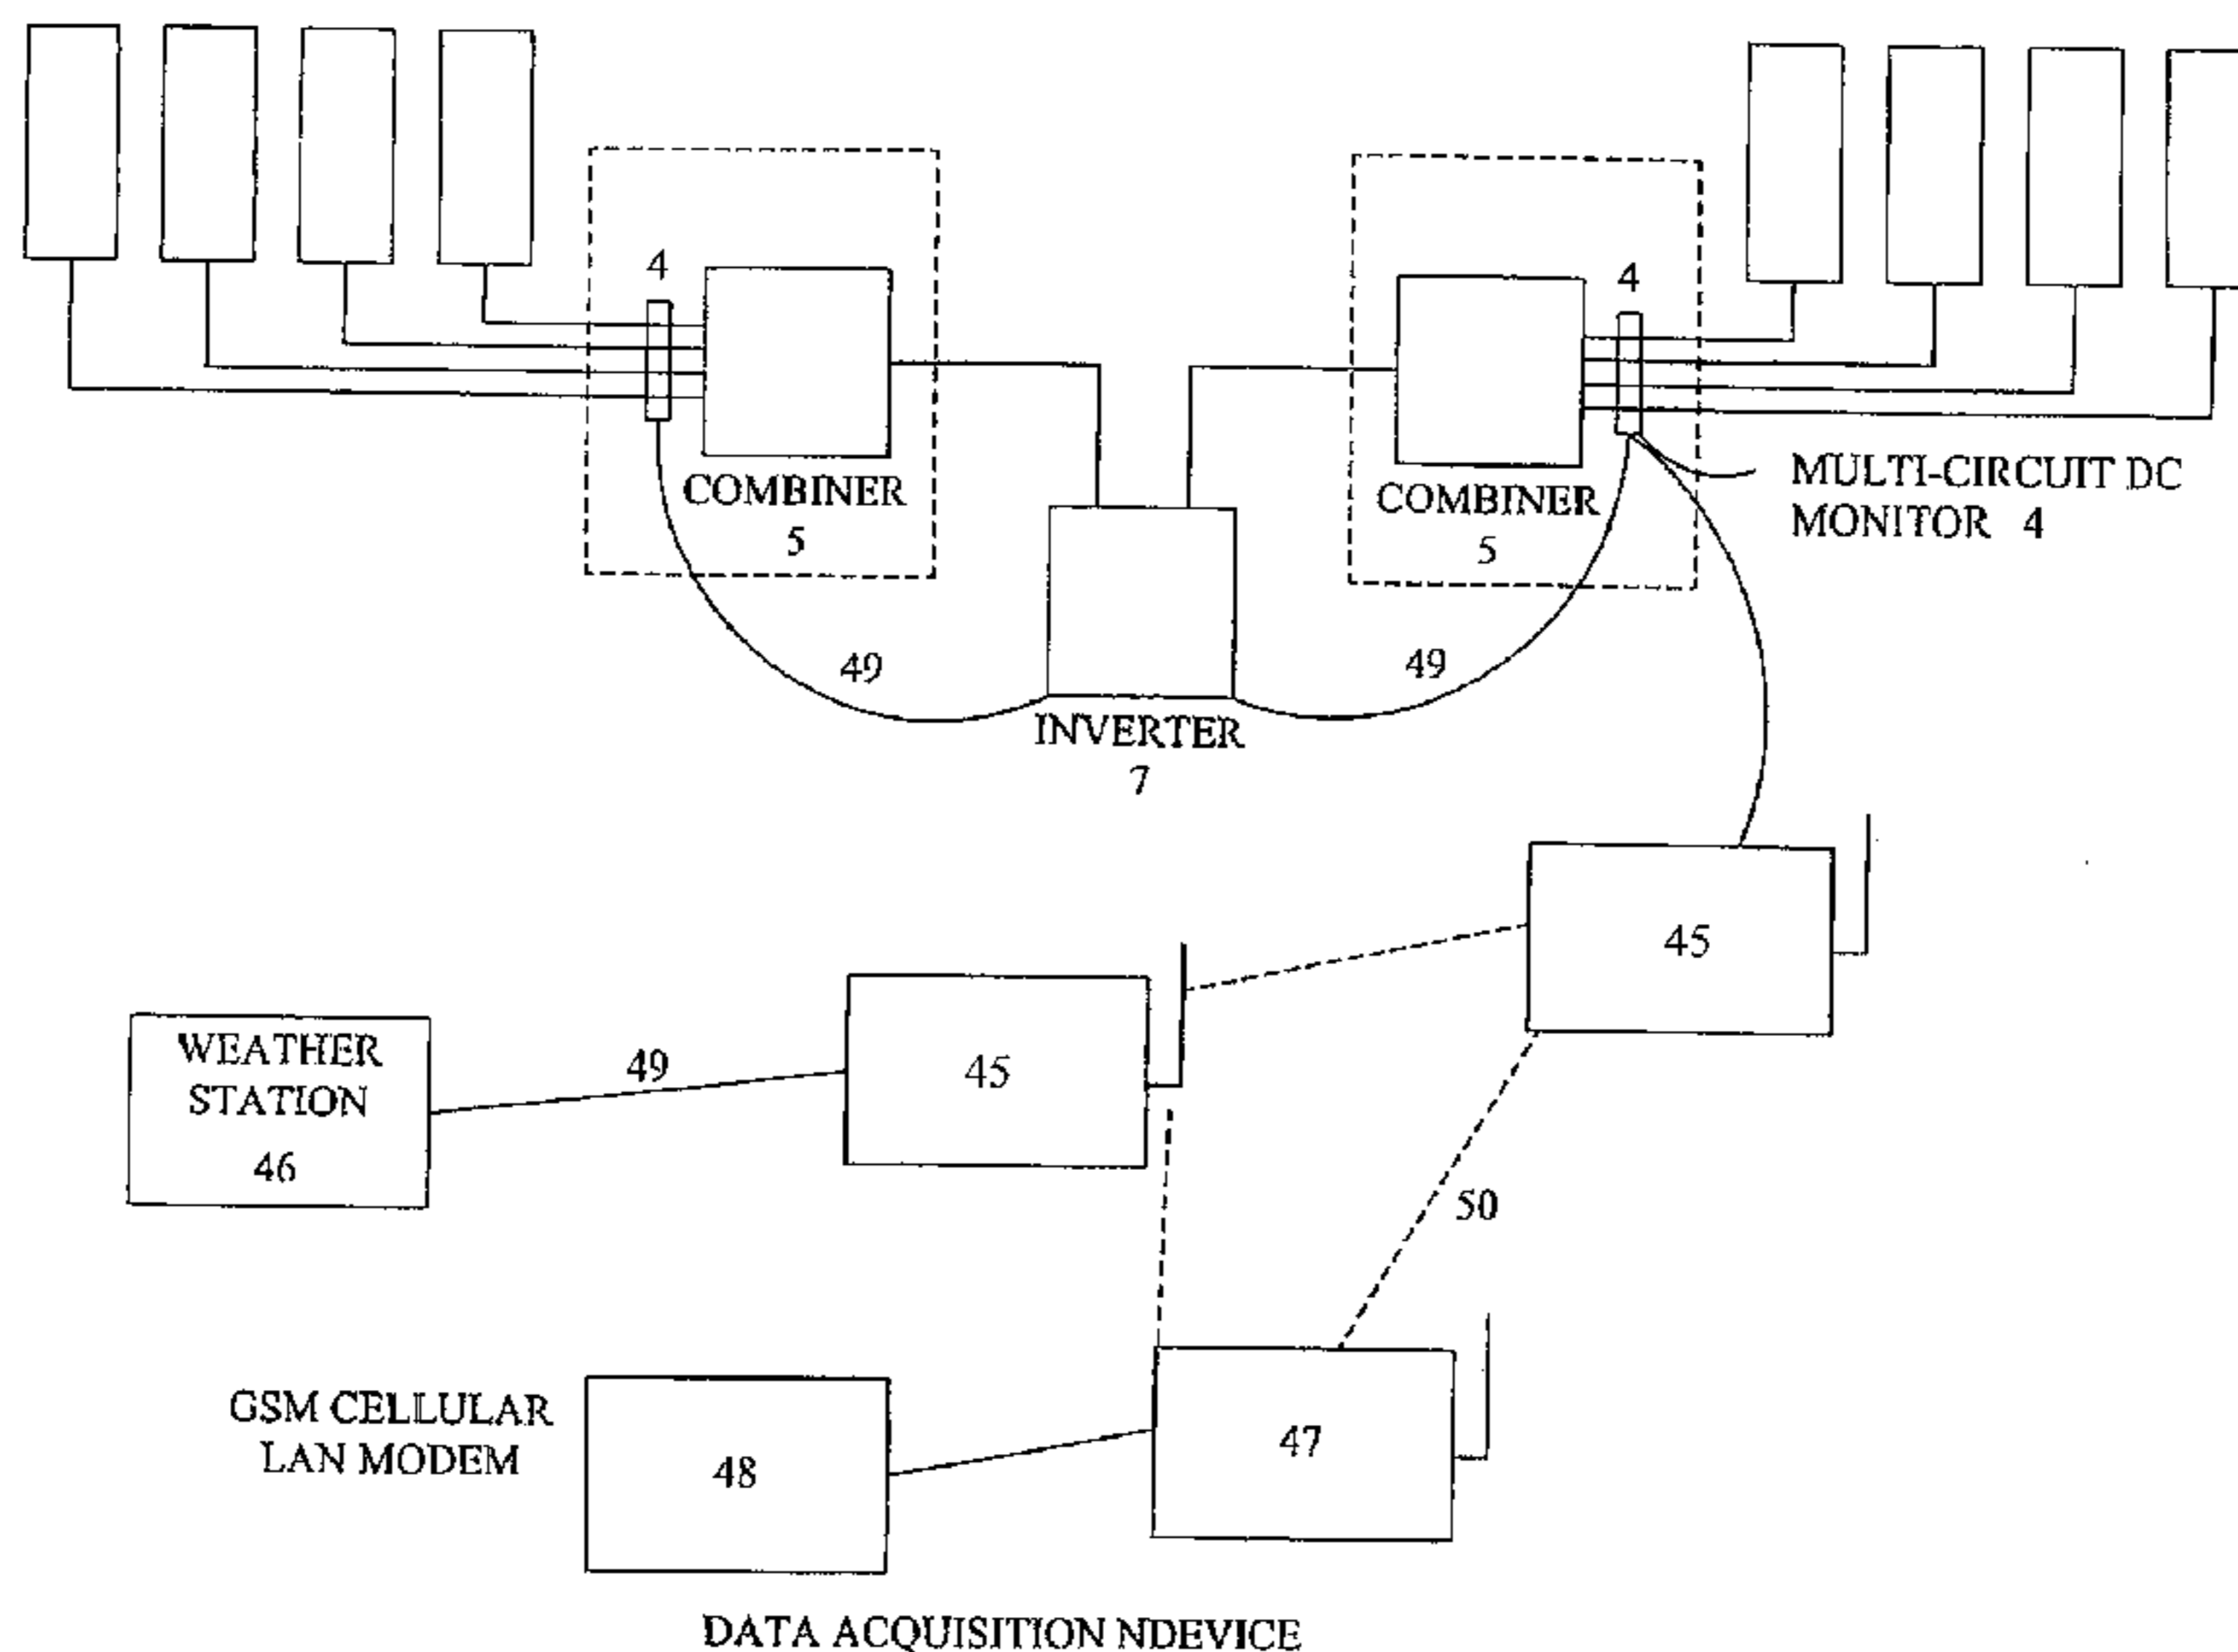 4
4
COMBINER
5
COMBINER
5
MULTI-CIRCUIT DC
MONITOR 4
49
49
INVERTER
7
45
45
WEATHER
STATION
46
49
50
GSM CELLULAR
LAN MODEM
48
47
DATA ACQUISITION NDEVICE